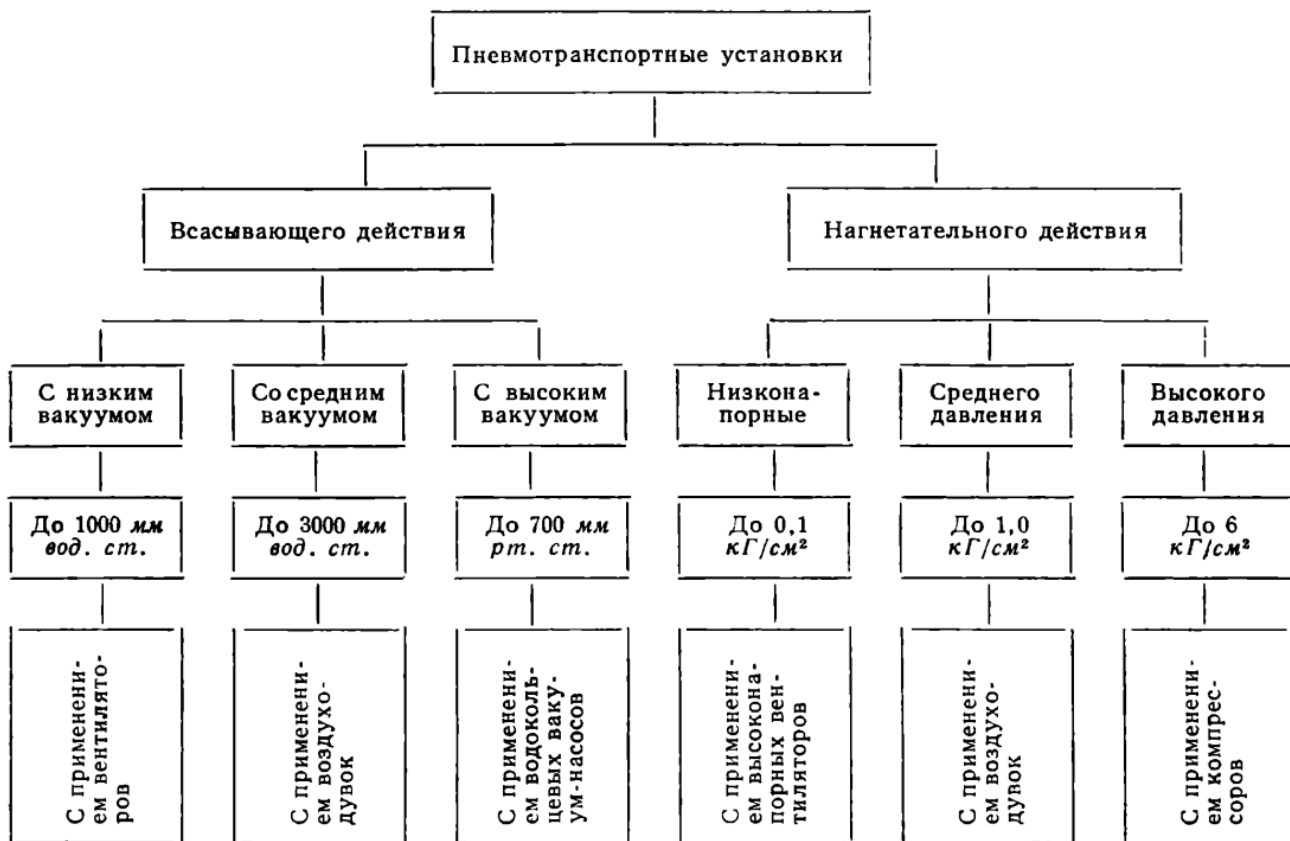 Пневмотранспортные установки
Всасывающего действия
Нагнетательного действия
С низким
вакуумом
Со средним
вакуумом
С высоким
вакуумом
Низкона-
порные
Среднего
давления
Высокого
давления
До 1000 мм
вод. ст.
До 3000 мм
вод. ст.
До 700 мм
рт. ст.
До 0,1
кГ/см²
До 1,0
кГ/см²
До 6
кГ/см²
С применени-
ем вентилято-
ров
С применени-
ем воздухо-
дувок
С применени-
ем водоколь-
цевых ваку-
ум-насосов
С применени-
ем высокона-
порных вен-
тиляторов
С применени-
ем воздухо-
дувок
С применени-
ем компрес-
соров